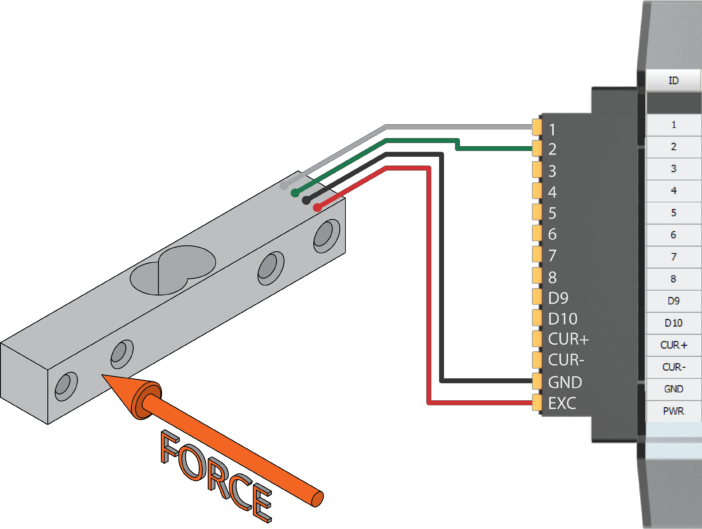 FORCE
1
2
3
4
5
6
7
8
D9
D10
CUR+
CUR-
GND
EXC
ID
1
2
3
4
5
6
7
8
D9
D10
CUR+
CUR-
GND
PWR